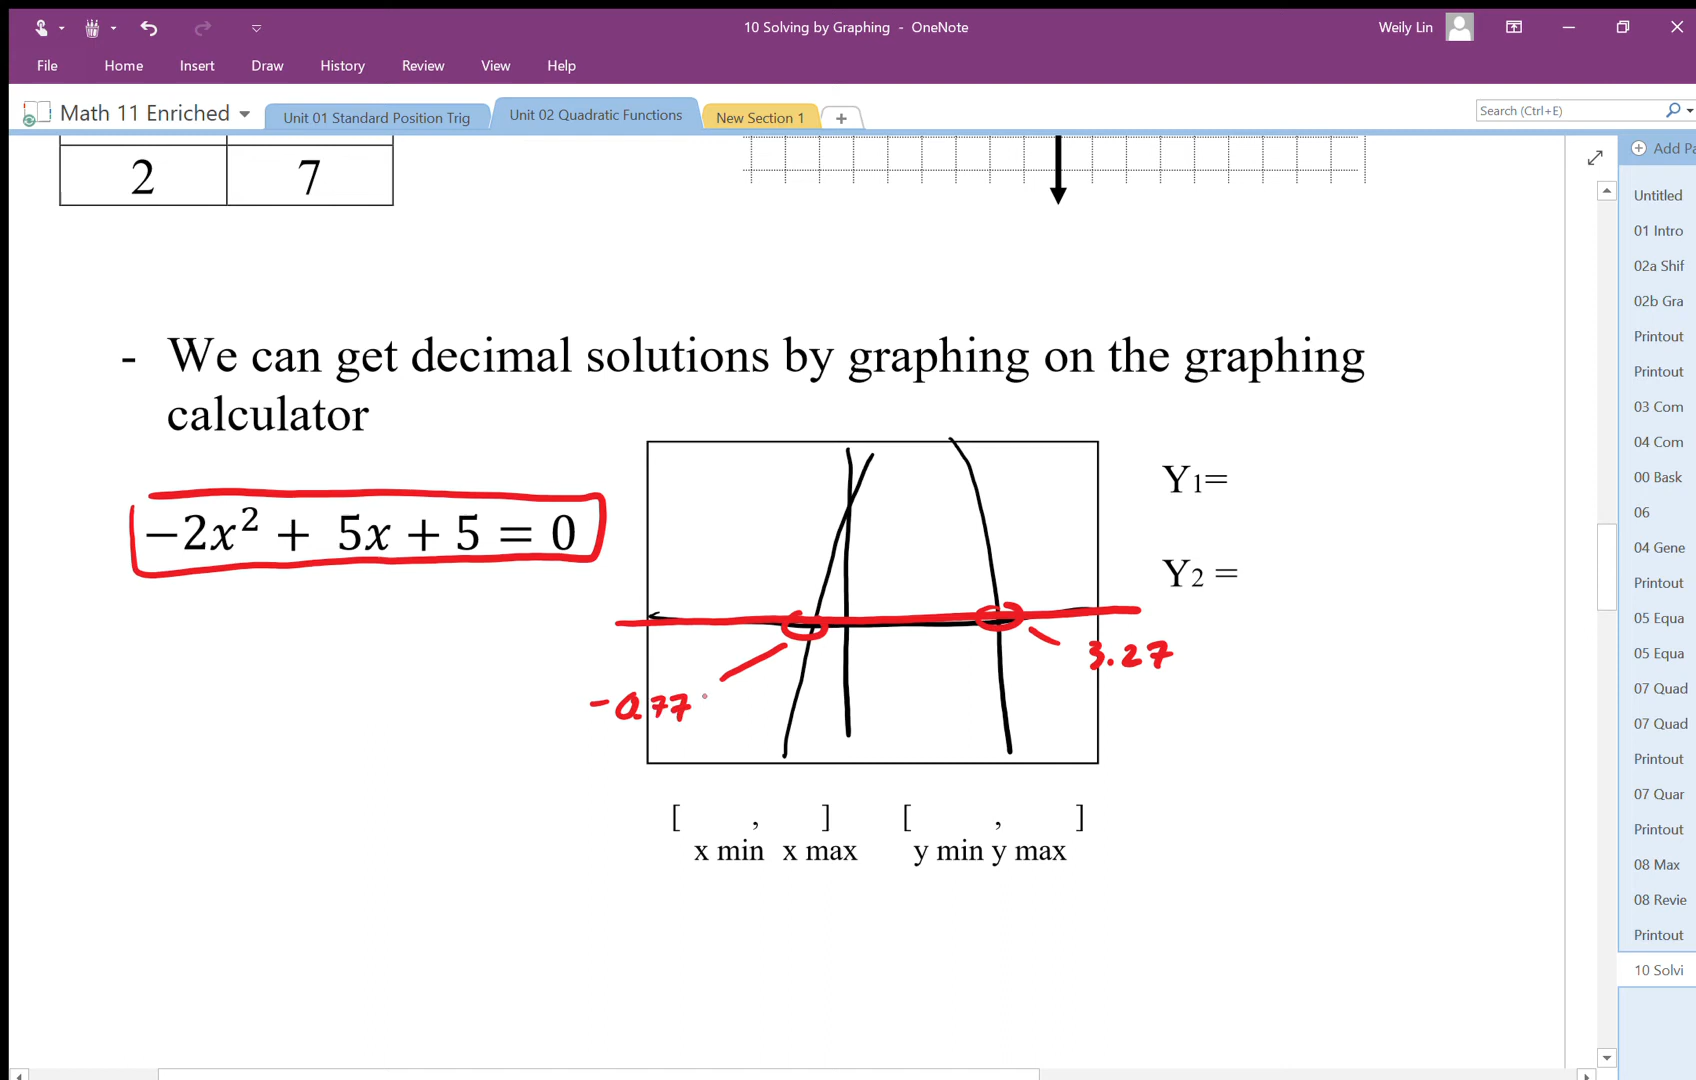 10 Solving by Graphing - OneNote
Weily Lin
File Home Insert Draw History Review View Help
Math 11 Enriched
Unit 01 Standard Position Trig
Unit 02 Quadratic Functions
New Section 1
Search (Ctrl+E)
2 7
- We can get decimal solutions by graphing on the graphing
calculator
−2x² + 5x + 5 = 0
Y1=
Y2 =
3.27
-0.77
[ , ] [ , ]
x min x max y min y max
Add Pa
Untitled
01 Intro
02a Shif
02b Gra
Printout
Printout
03 Com
04 Com
00 Bask
06
04 Gene
Printout
05 Equa
05 Equa
07 Quad
07 Quad
Printout
07 Quar
Printout
08 Max
08 Revie
Printout
10 Solvi